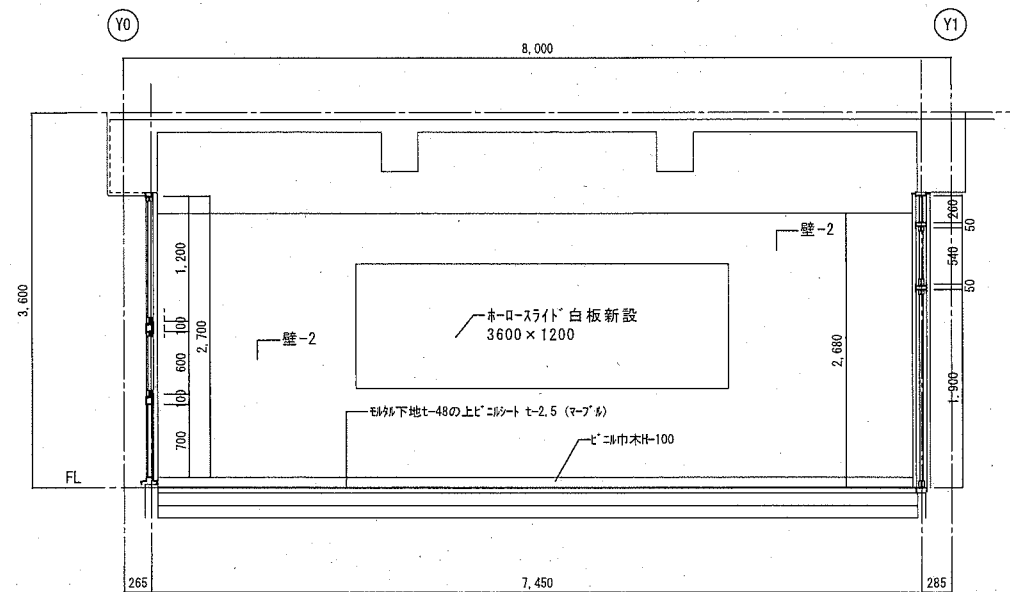 Y0
Y1
8,000
3,600
260
50
540
50
1,900
1,200
100
600
100
700
2,700
壁-2
壁-2
ホーロースライド白板新設
3600×1200
2,680
モルタル下地t-48の上ビニルシート t-2.5 (マーブル)
ビニル巾木H-100
FL
265
7,450
285